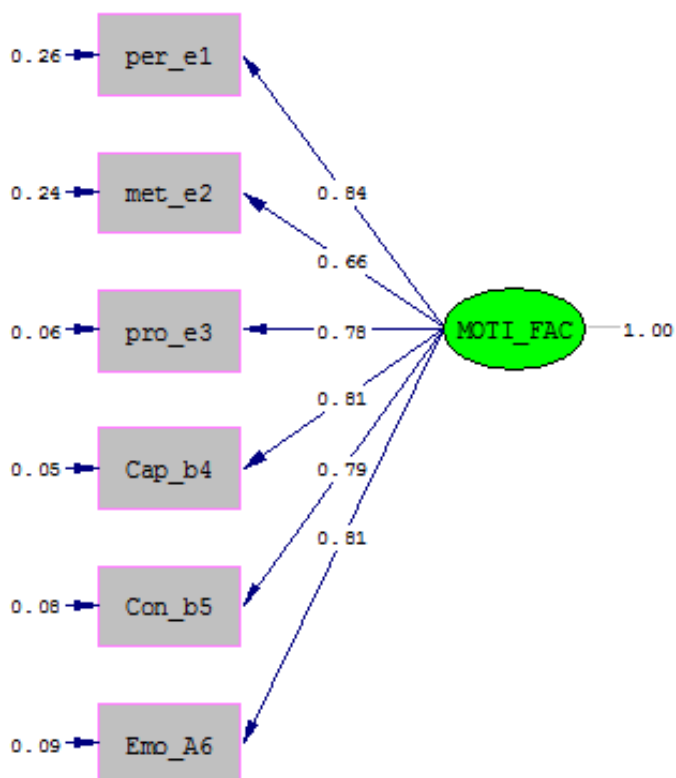 0.26 per_e1
0.84
0.24 met_e2
0.66
0.06 pro_e3 0.78 MOTI_FAC 1.00
0.81
0.05 Cap_b4 0.79
0.81
0.08 Con_b5
0.09 Emo_A6